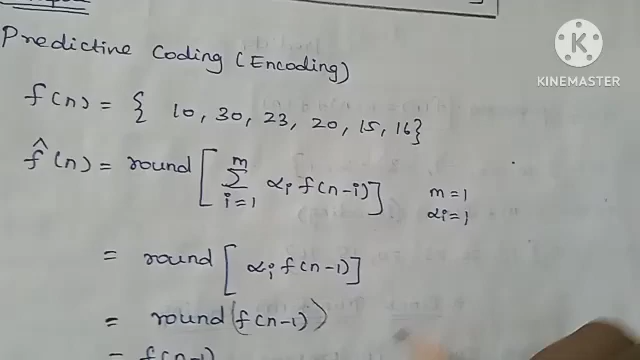 Predictive Coding (Encoding)
f(n) = { 10, 30, 23, 20, 15, 16}
f̂(n) = round [ m Σ i=1 αi f(n-i)] m=1 αi=1
= round [ αi f(n-1)]
= round (f(n-1))
= f(n-1)
K
KINEMASTER